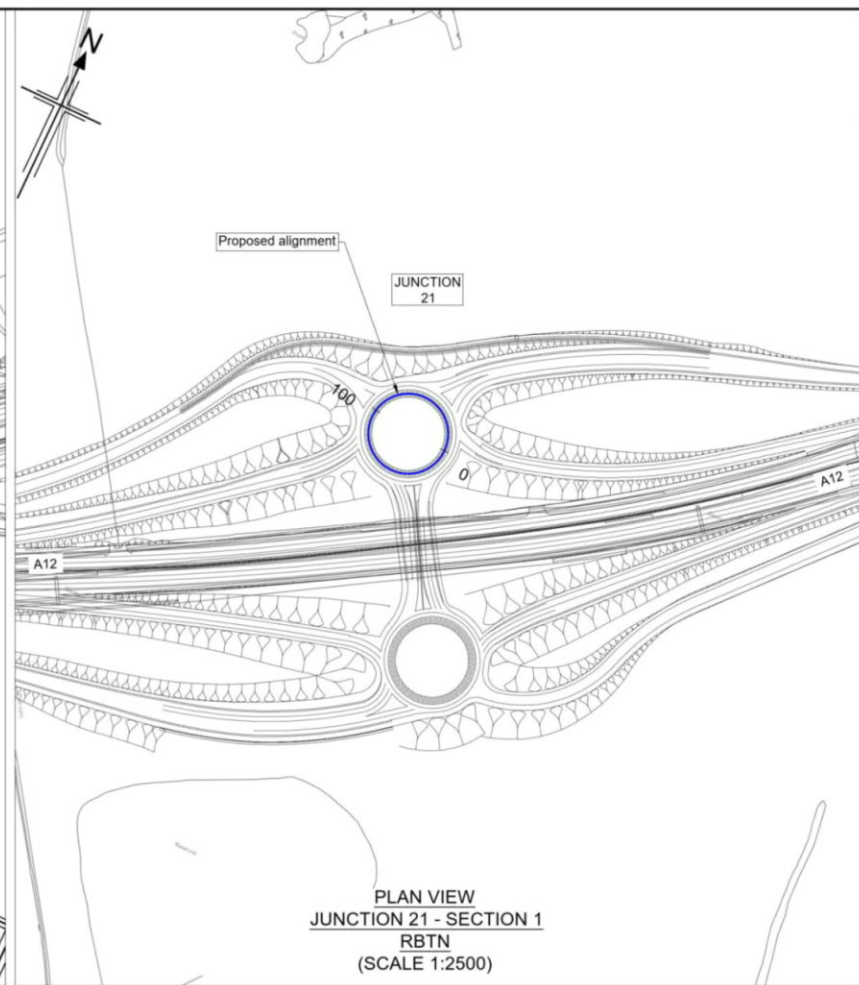 N
Proposed alignment
JUNCTION
21
100
0
A12
A12
PLAN VIEW
JUNCTION 21 - SECTION 1
RBTN
(SCALE 1:2500)